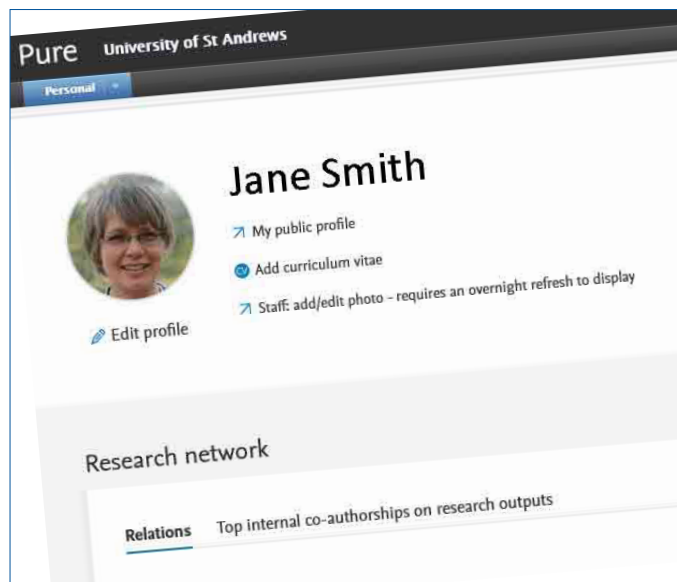 Pure University of St Andrews
Personal
Jane Smith
My public profile
CV Add curriculum vitae
Staff: add/edit photo - requires an overnight refresh to display
Edit profile
Research network
Relations Top internal co-authorships on research outputs